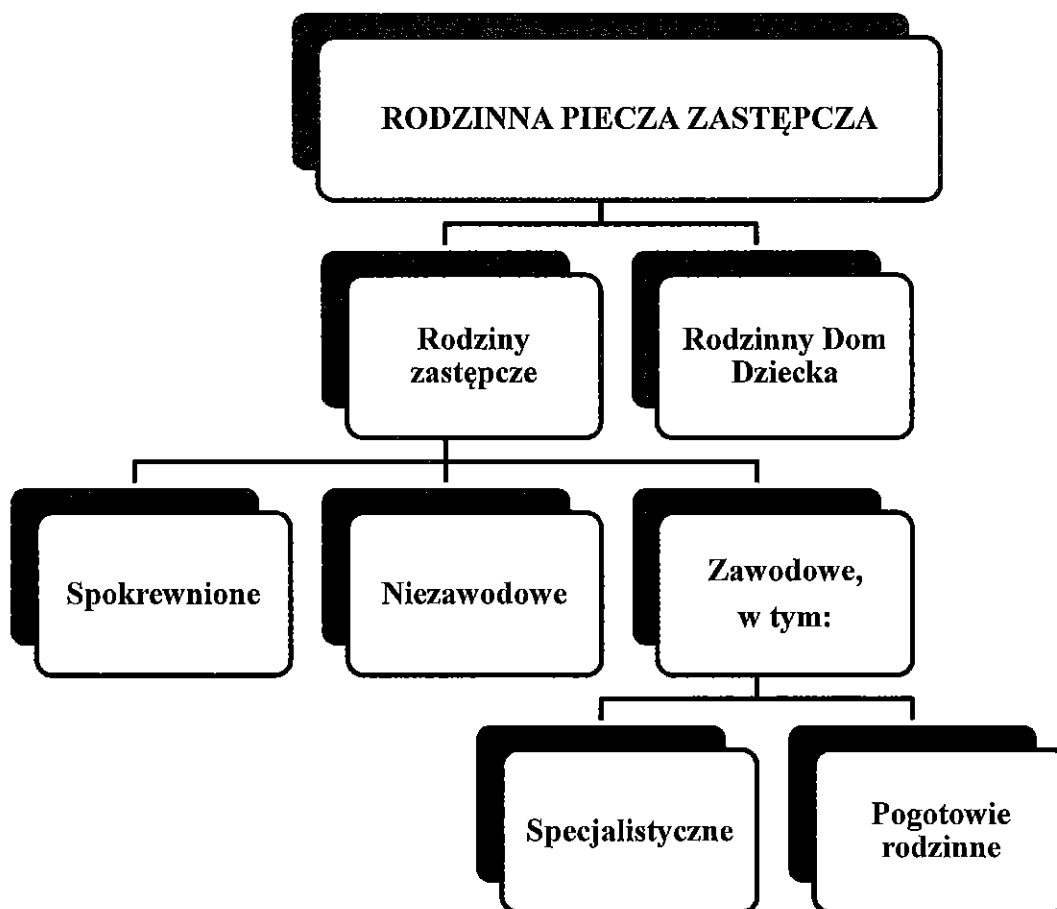 RODZINNA PIECZA ZASTĘPCZA
Rodziny
zastępcze
Rodzinny Dom
Dziecka
Spokrewnione
Niezawodowe
Zawodowe,
w tym:
Specjalistyczne
Pogotowie
rodzinne